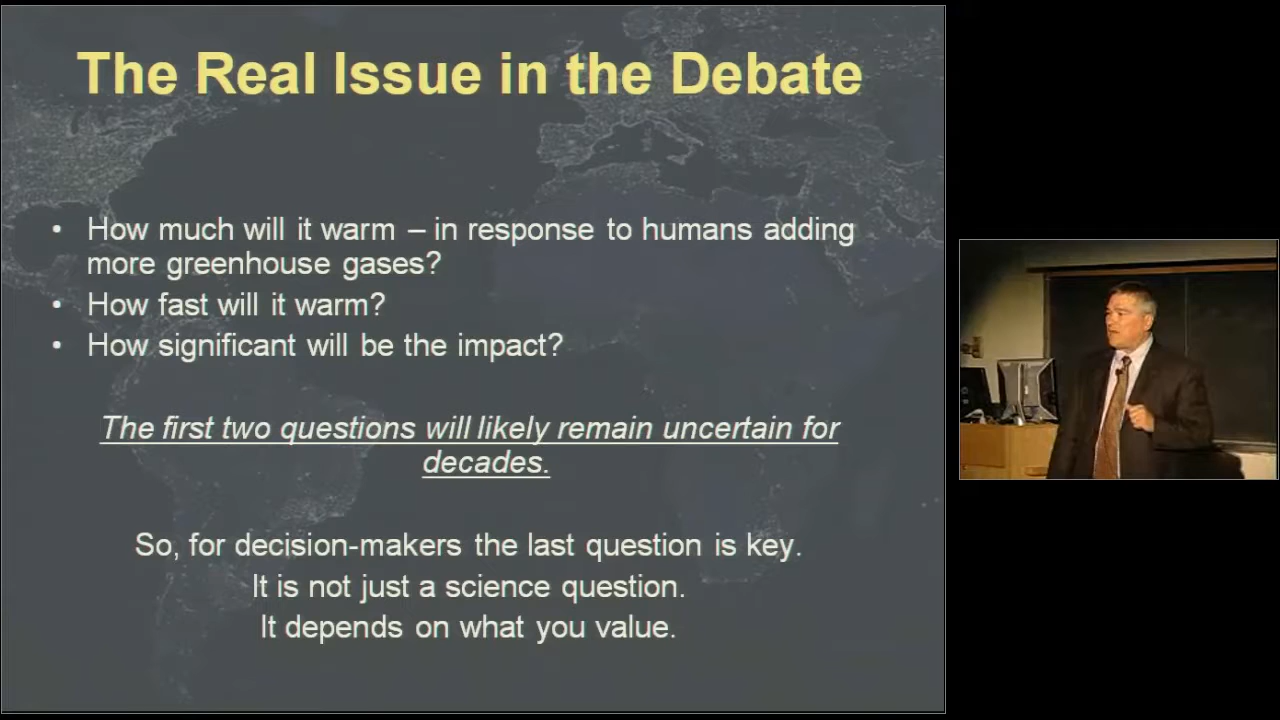 The Real Issue in the Debate
• How much will it warm – in response to humans adding
more greenhouse gases?
• How fast will it warm?
• How significant will be the impact?
The first two questions will likely remain uncertain for
decades.
So, for decision-makers the last question is key.
It is not just a science question.
It depends on what you value.